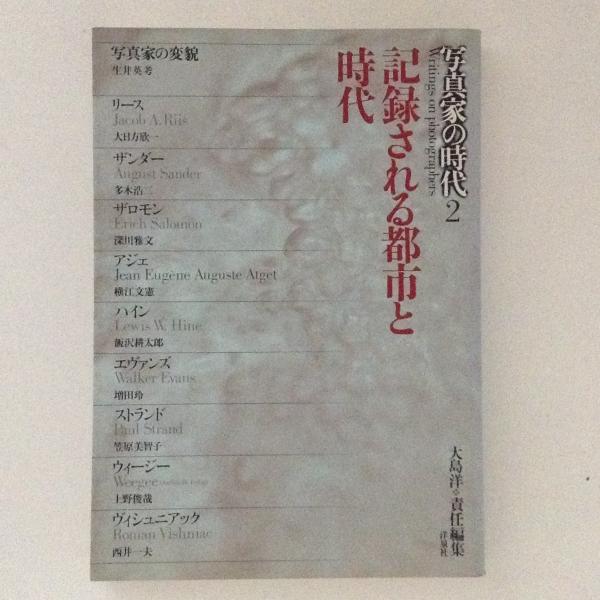 写真家の時代2
Writings on photographers
記録される都市と
時代
写真家の変貌
生井英考
リース
Jacob A. Riis
大日方欣一
ザンダー
August Sander
多木浩二
ザロモン
Erich Salomon
深川雅文
アジェ
Jean Eugène Auguste Atget
横江文憲
ハイン
Lewis W. Hine
飯沢耕太郎
エヴァンズ
Walker Evans
増田玲
ストランド
Paul Strand
笠原美智子
ウィージー
Weegee
上野俊哉
ヴィシュニアック
Roman Vishniac
西井一夫
大島洋◆責任編集
洋泉社